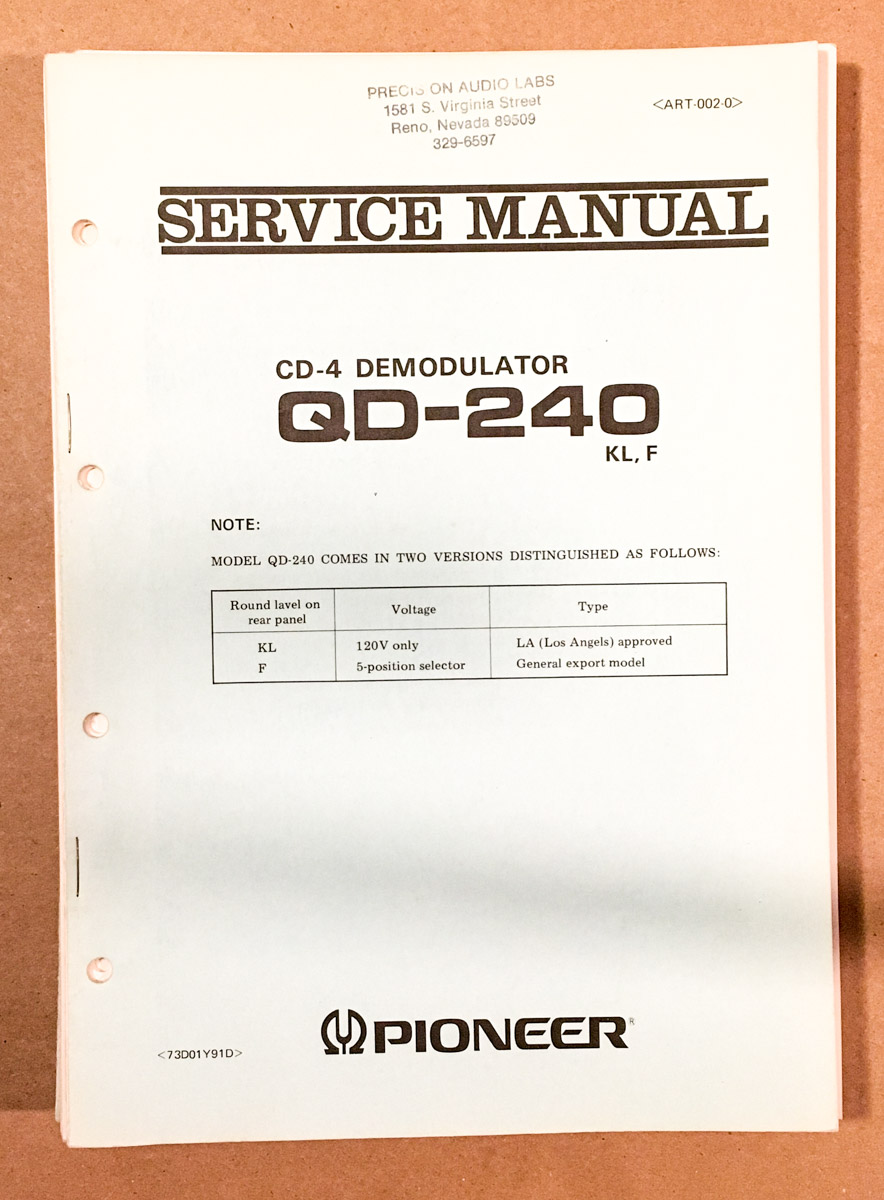 PRECIS ON AUDIO LABS
1581 S. Virginia Street
Reno, Nevada 89509
329-6597
<ART-002-0>
SERVICE MANUAL
CD-4 DEMODULATOR
QD-240
KL, F
NOTE:
MODEL QD-240 COMES IN TWO VERSIONS DISTINGUISHED AS FOLLOWS:
Round lavel on rear panel Voltage Type
KL 120V only LA (Los Angels) approved
F 5-position selector General export model
PIONEER®
<73D01Y91D>